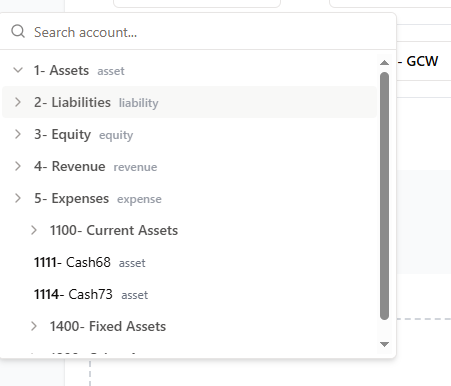 Search account...
- GCW
1- Assets asset
2- Liabilities liability
3- Equity equity
4- Revenue revenue
5- Expenses expense
1100- Current Assets
1111- Cash68 asset
1114- Cash73 asset
1400- Fixed Assets